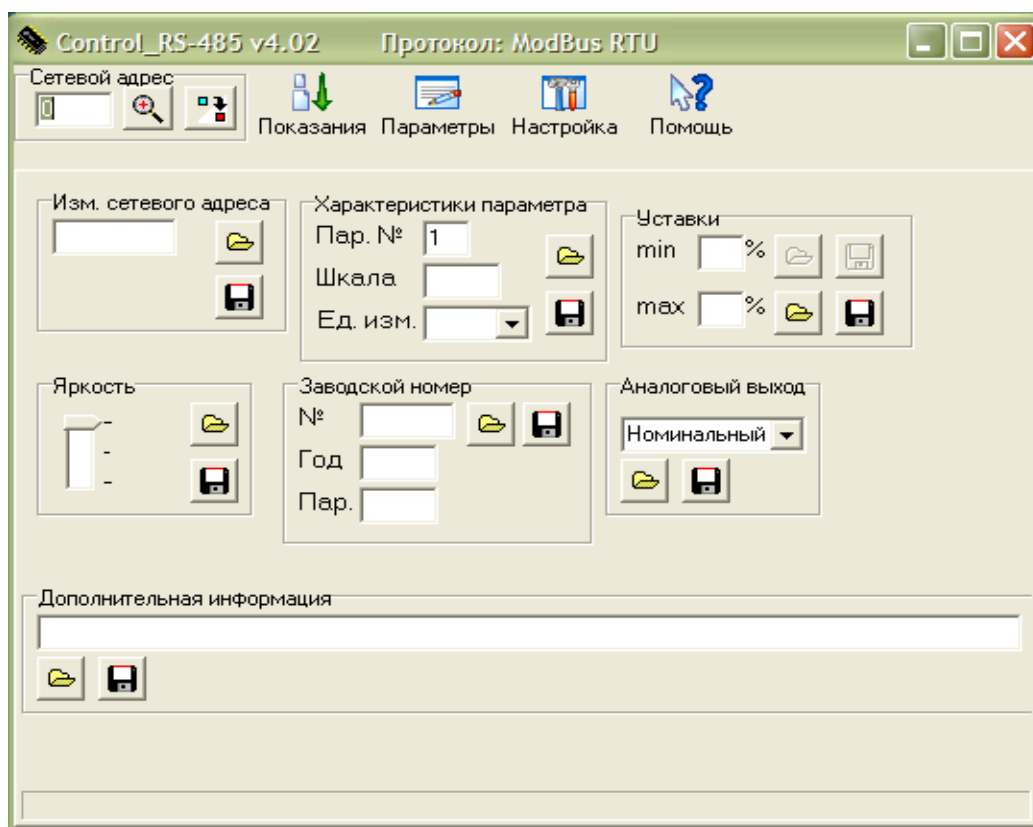 Control_RS-485 v4.02 Протокол: ModBus RTU
Сетевой адрес
0
Показания Параметры Настройка Помощь
Изм. сетевого адреса
Характеристики параметра
Пар. № 1
Шкала
Ед. изм.
Уставки
min %
max %
Яркость
Заводской номер
№
Год
Пар.
Аналоговый выход
Номинальный
Дополнительная информация